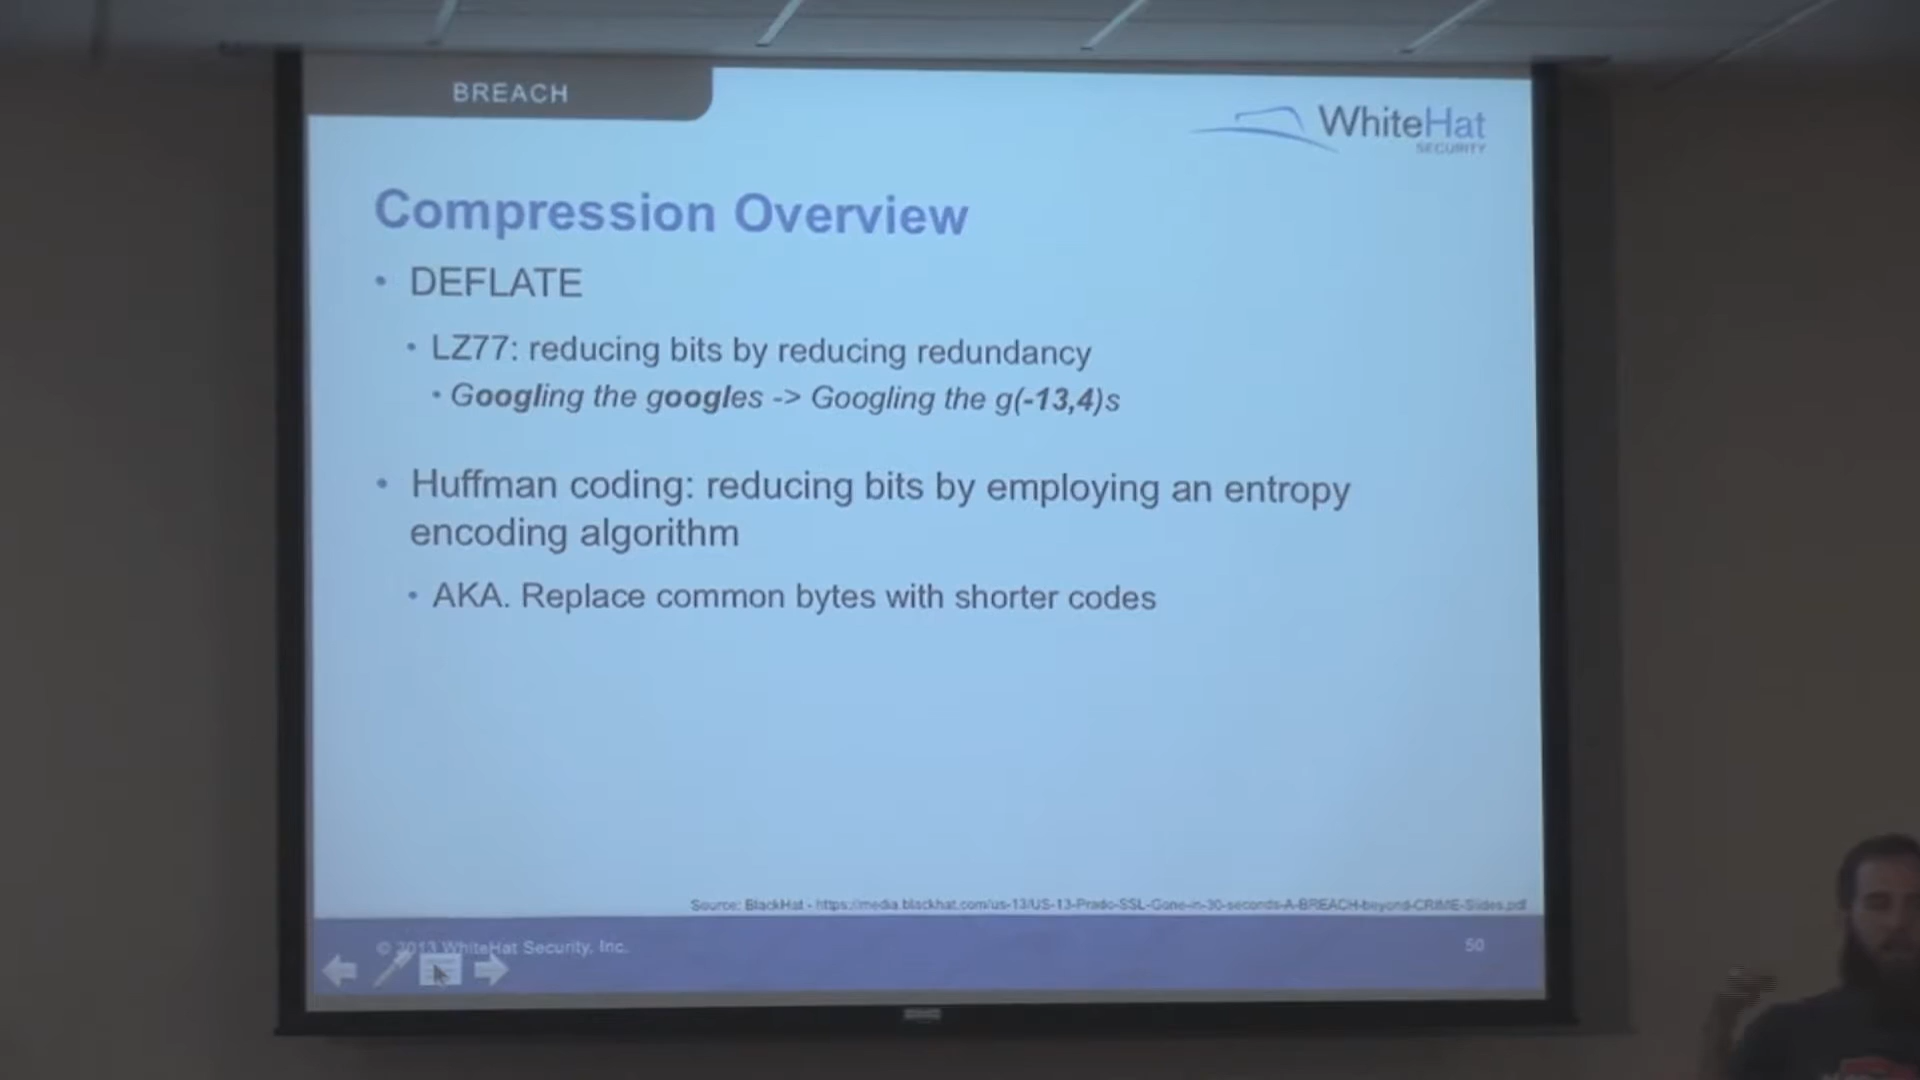 BREACH
WhiteHat
SECURITY
Compression Overview
• DEFLATE
• LZ77: reducing bits by reducing redundancy
• Googling the googles -> Googling the g(-13,4)s
• Huffman coding: reducing bits by employing an entropy
encoding algorithm
• AKA. Replace common bytes with shorter codes
Source: BlackHat - https://media.blackhat.com/us-13/US-13-Prado-SSL-Gone-in-30-seconds-A-BREACH-beyond-CRIME-Slides.pdf
© 2013 WhiteHat Security, Inc.
50